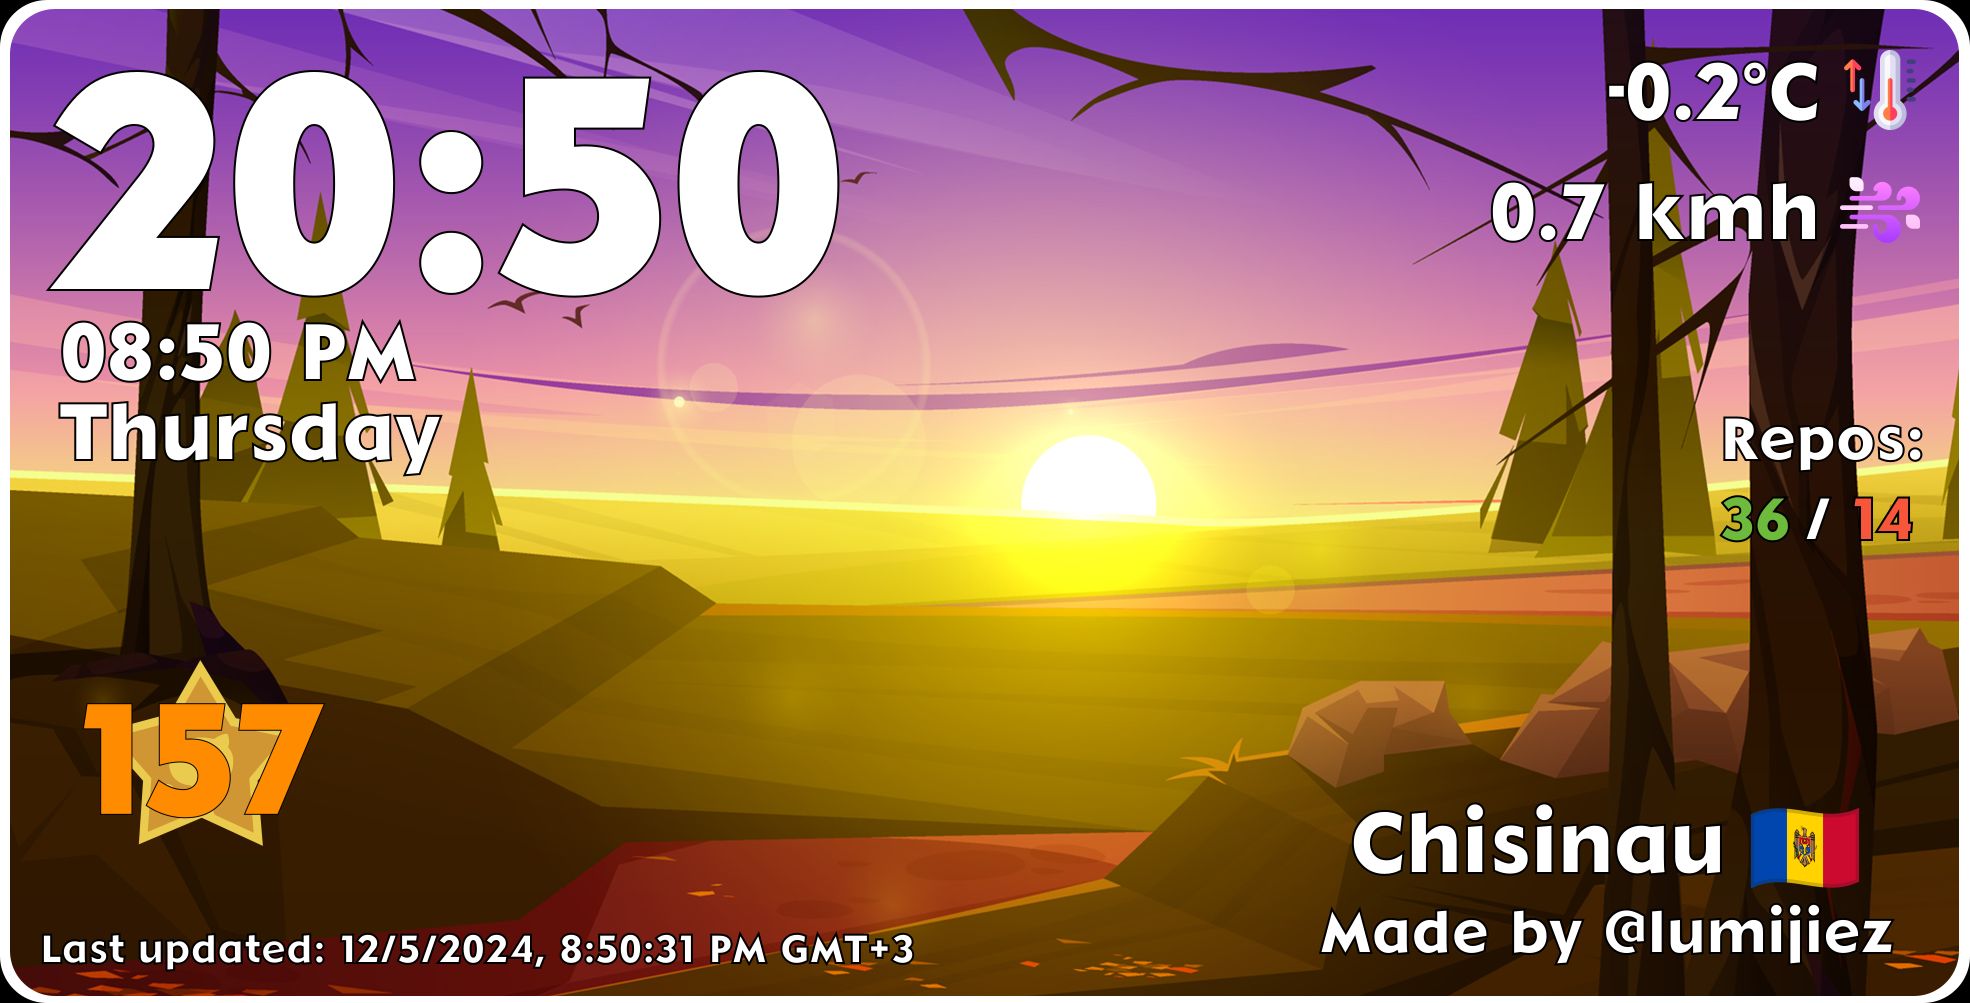 20:50
08:50 PM
Thursday
-0.2°C
0.7 kmh
Repos:
36 / 14
157
Chisinau
Made by @lumijiez
Last updated: 12/5/2024, 8:50:31 PM GMT+3